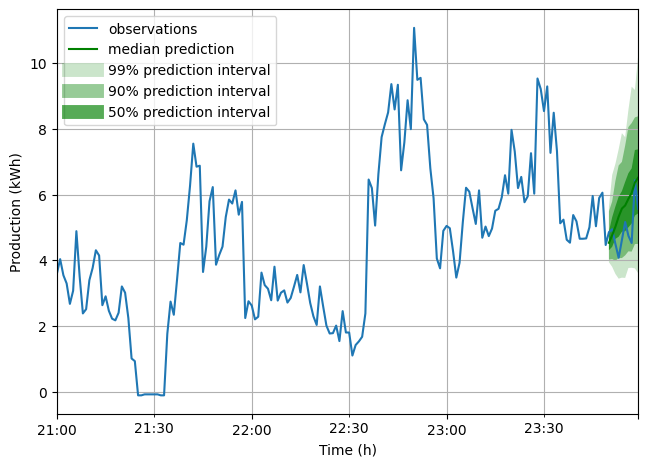 observations
median prediction
99% prediction interval
90% prediction interval
50% prediction interval
Production (kWh)
10
8
6
4
2
0
21:00
21:30
22:00
22:30
23:00
23:30
Time (h)